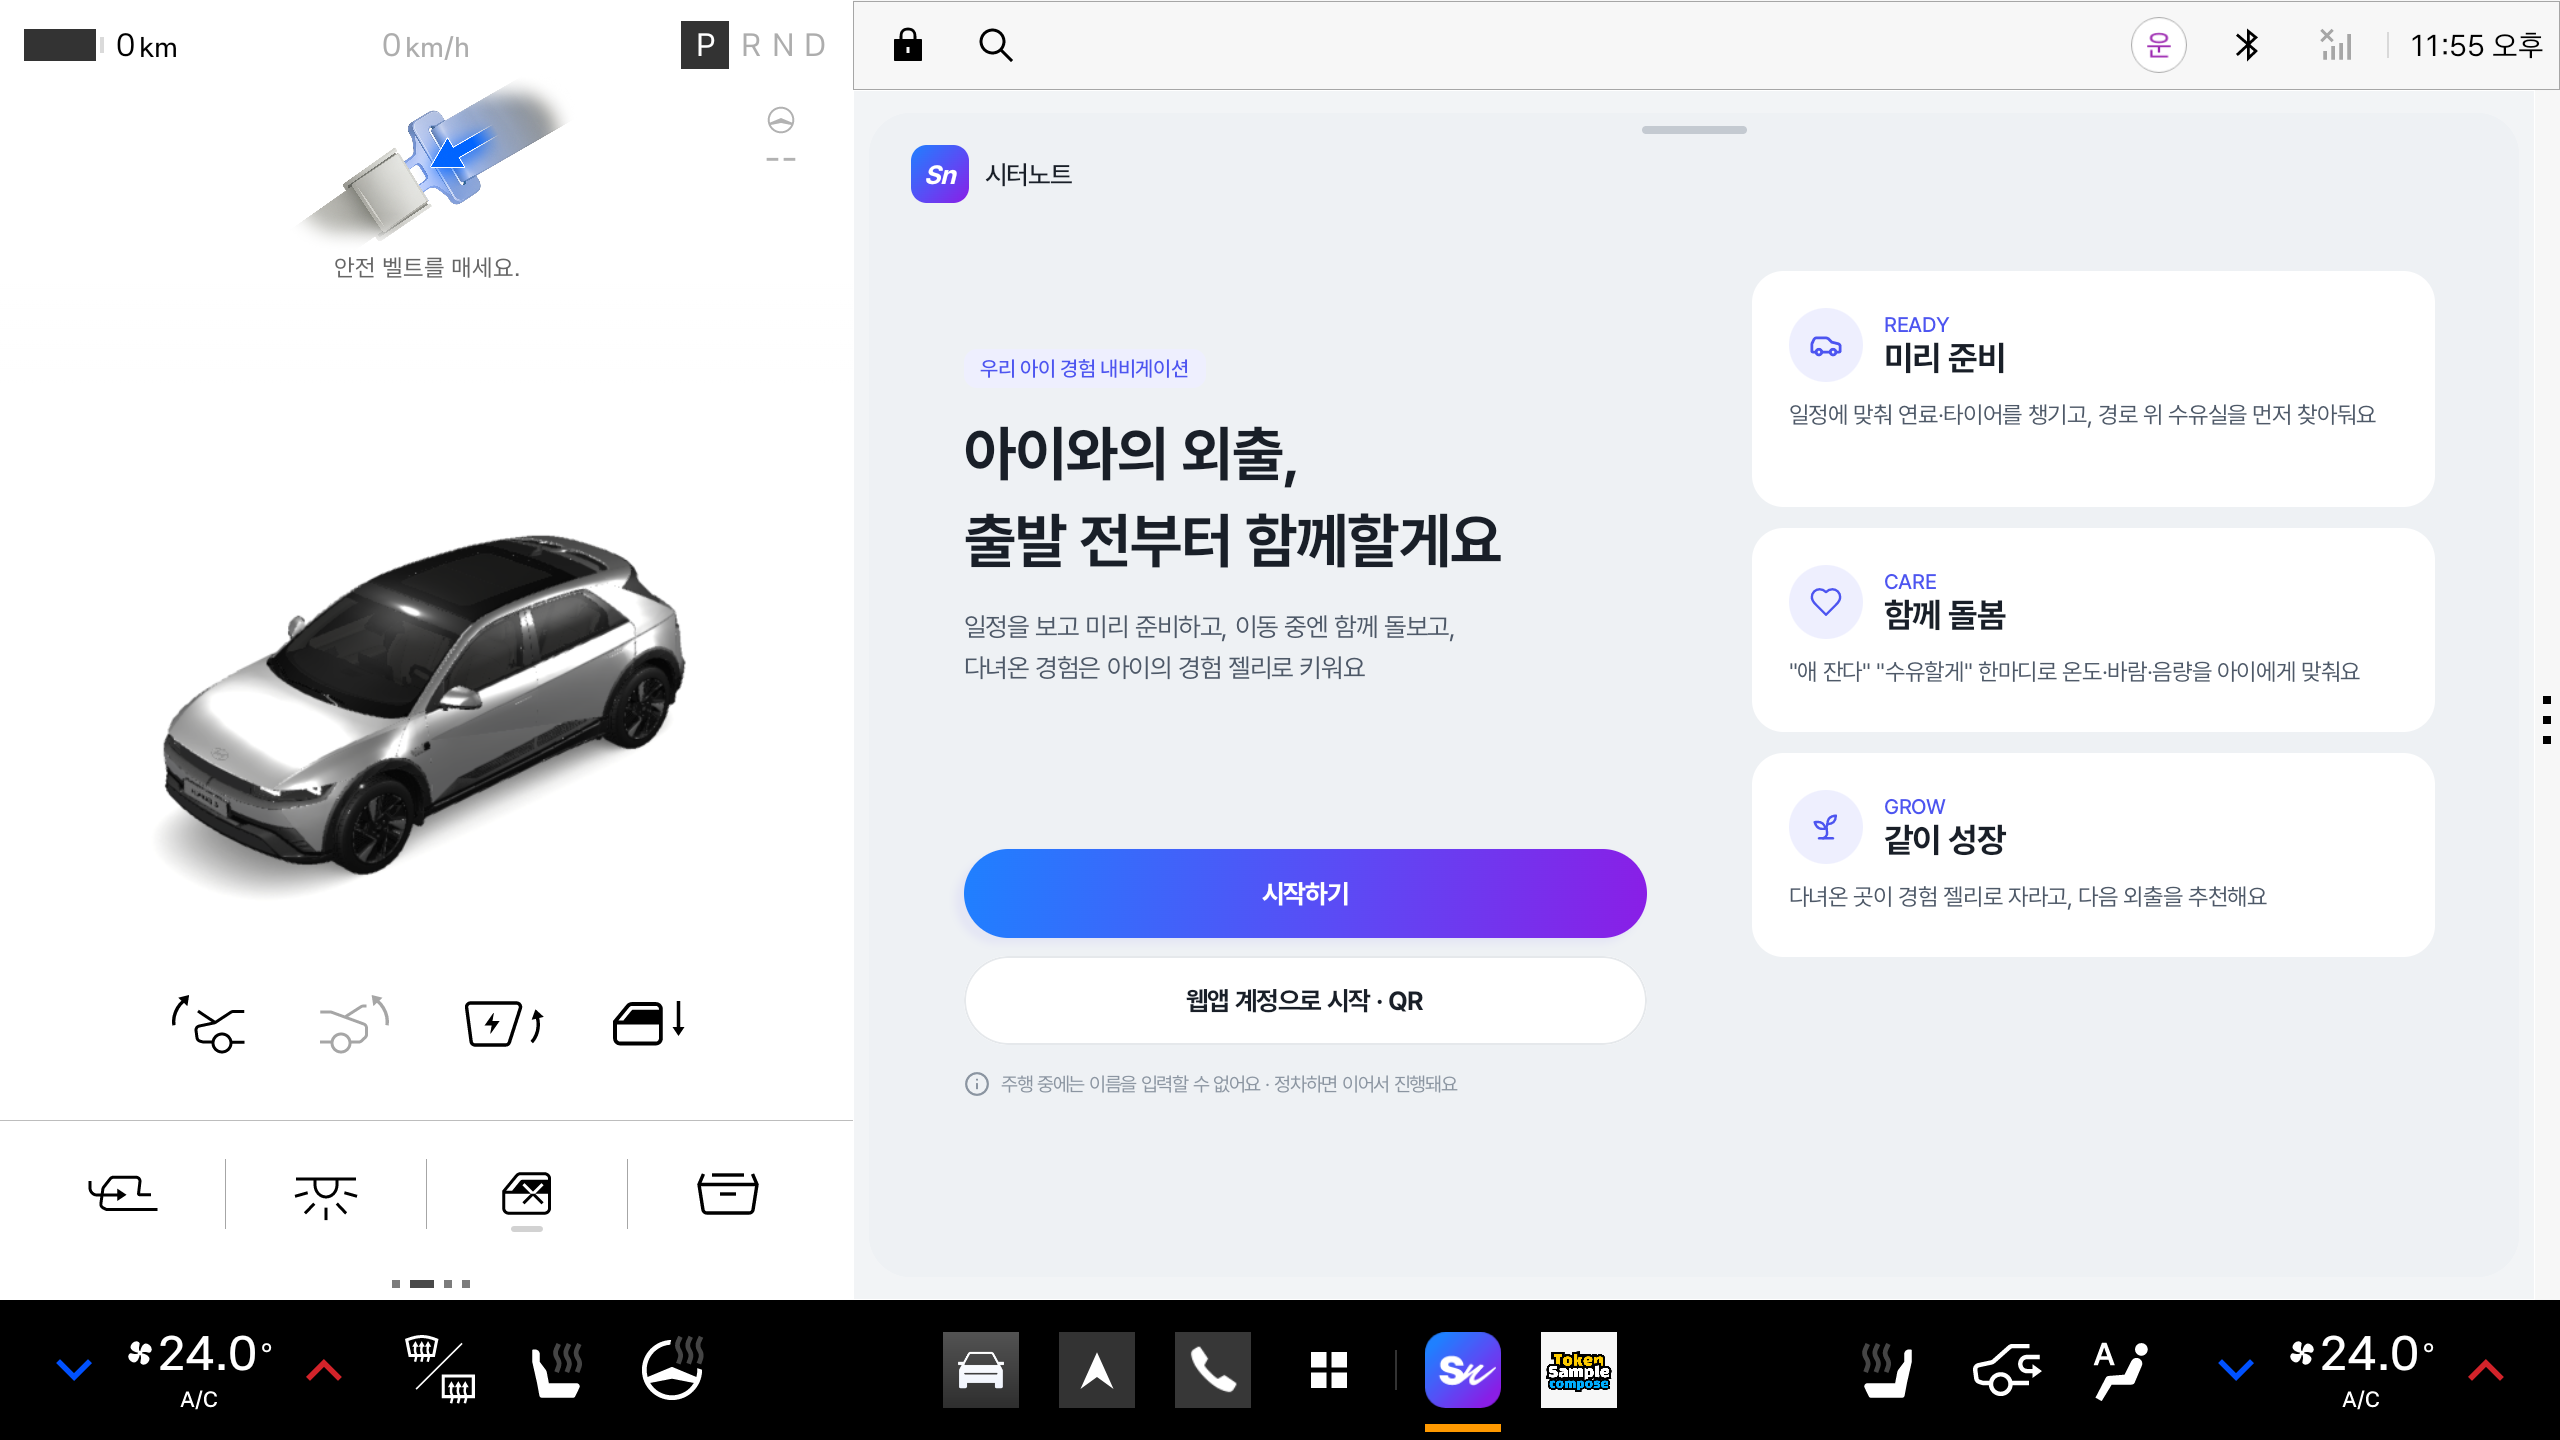 0 km
0 km/h
P R N D
운
11:55 오후
안전 벨트를 매세요.
Sn 시터노트
우리 아이 경험 내비게이션
아이와의 외출,
출발 전부터 함께할게요
일정을 보고 미리 준비하고, 이동 중엔 함께 돌보고,
다녀온 경험은 아이의 경험 젤리로 키워요
시작하기
웹앱 계정으로 시작 · QR
주행 중에는 이름을 입력할 수 없어요 · 정차하면 이어서 진행돼요
READY
미리 준비
일정에 맞춰 연료·타이어를 챙기고, 경로 위 수유실을 먼저 찾아둬요
CARE
함께 돌봄
"애 잔다" "수유할게" 한마디로 온도·바람·음량을 아이에게 맞춰요
GROW
같이 성장
다녀온 곳이 경험 젤리로 자라고, 다음 외출을 추천해요
24.0°
A/C
Sn
Token
Sample
compose
A
24.0°
A/C